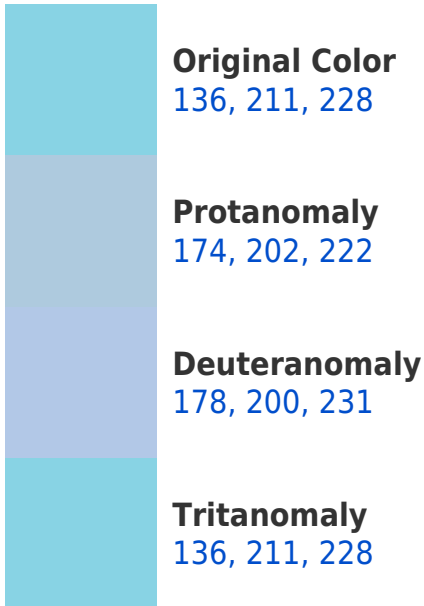 Original Color
136, 211, 228
Protanomaly
174, 202, 222
Deuteranomaly
178, 200, 231
Tritanomaly
136, 211, 228